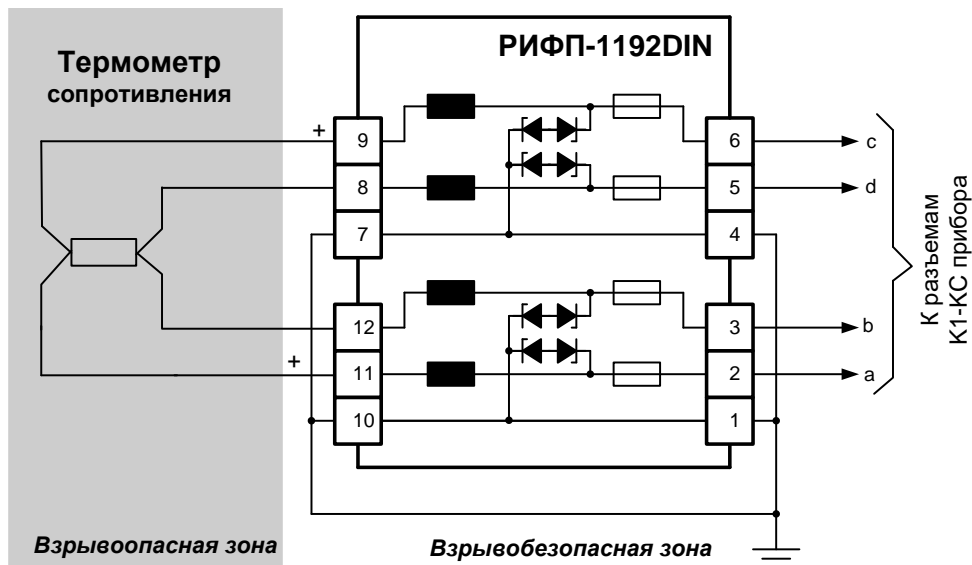 РИФП-1192DIN
Термометр
сопротивления
+
9
6
c
8
5
d
7
4
12
3
b
+
11
2
a
10
1
К разъемам
К1-КС прибора
Взрывоопасная зона
Взрывобезопасная зона